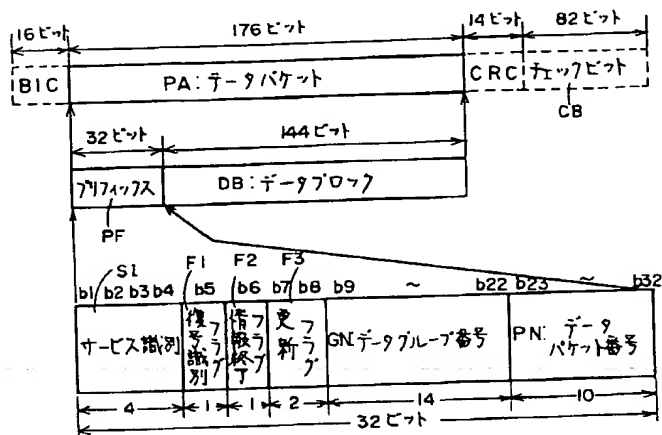 16ビット 176ビット 14ビット 82ビット
BIC PA:データパケット CRC チェックビット
CB
32ビット 144ビット
プリフィックス DB:データブロック
PF
SI F1 F2 F3
b1 b2 b3 b4 b5 b6 b7 b8 b9 ~ b22 b23 ~ b32
サービス識別 復号識別フラグ 情報終了フラグ 更新フラグ GN:データグループ番号 PN:データパケット番号
4 1 1 2 14 10
32ビット